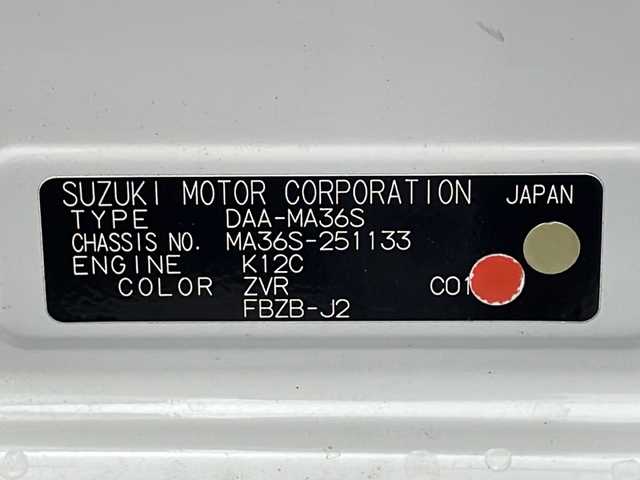 SUZUKI MOTOR CORPORATION JAPAN
TYPE DAA-MA36S
CHASSIS NO. MA36S-251133
ENGINE K12C
COLOR ZVR C01
FBZB-J2